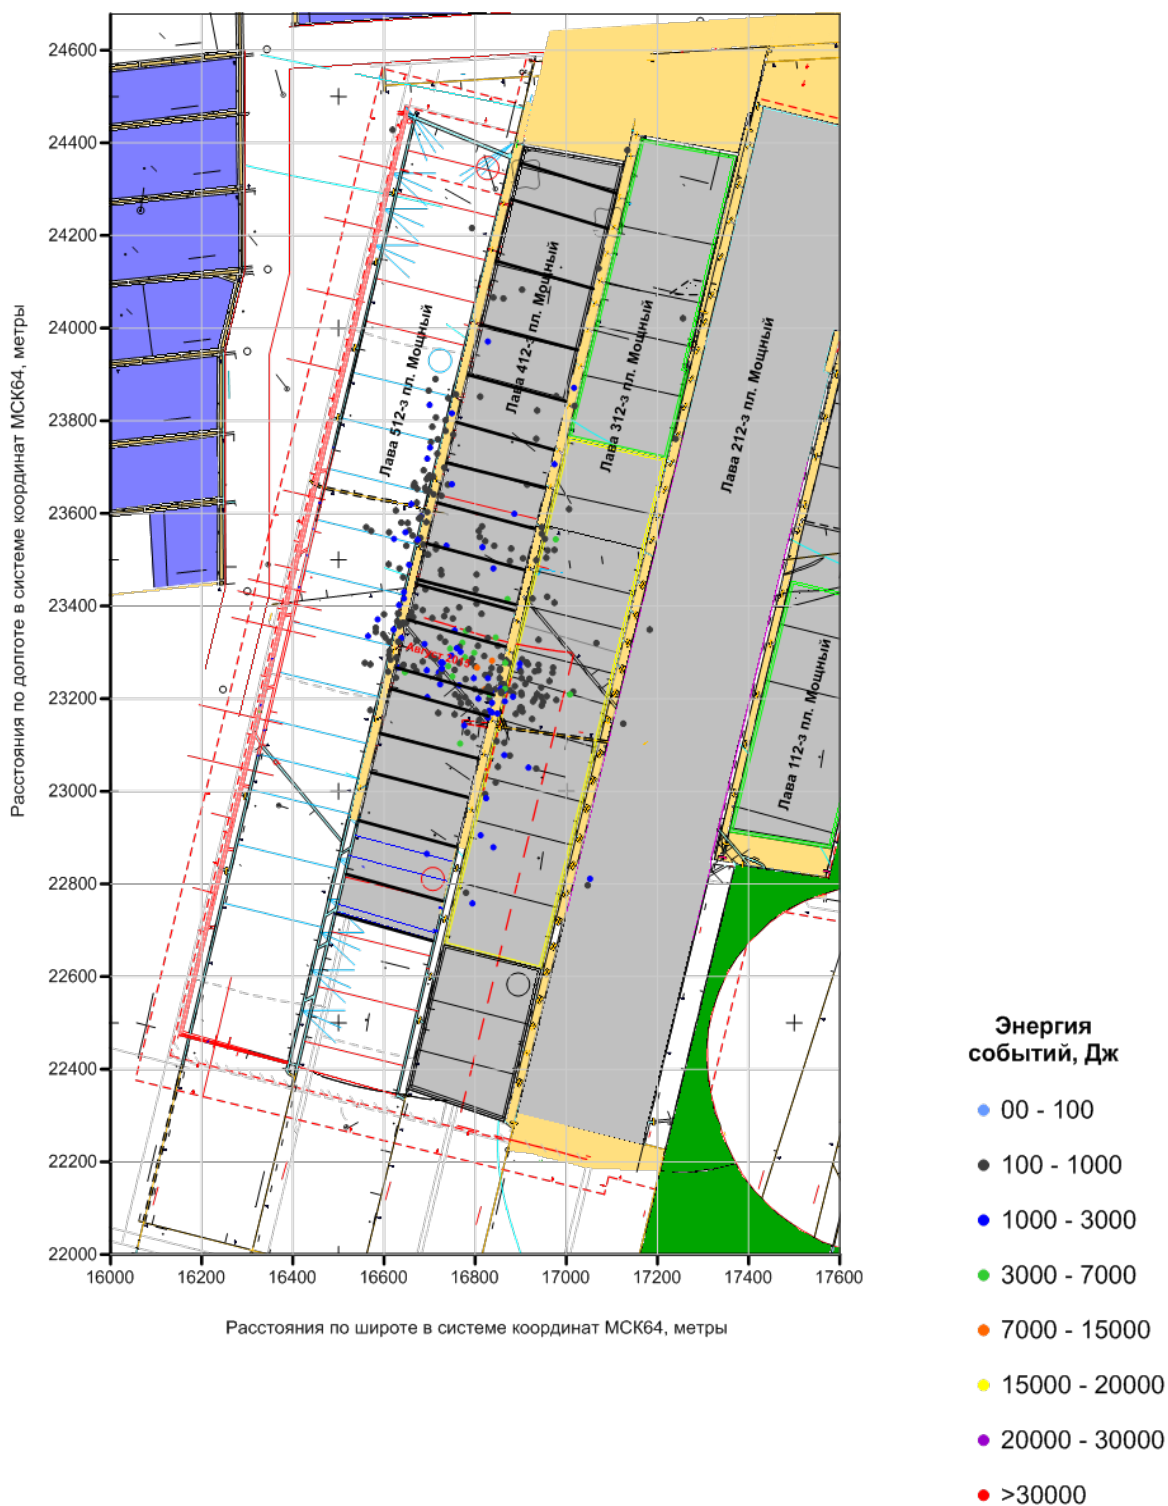 24600
24400
24200
24000
23800
23600
23400
23200
23000
22800
22600
22400
22200
22000
16000
16200
16400
16600
16800
17000
17200
17400
17600
Расстояния по долготе в системе координат МСК64, метры
Расстояния по широте в системе координат МСК64, метры
Лава 512-з пл. Мощный
Лава 412-з пл. Мощный
Лава 312-з пл. Мощный
Лава 212-з пл. Мощный
Лава 112-з пл. Мощный
Август
Энергия
событий, Дж
00 - 100
100 - 1000
1000 - 3000
3000 - 7000
7000 - 15000
15000 - 20000
20000 - 30000
>30000